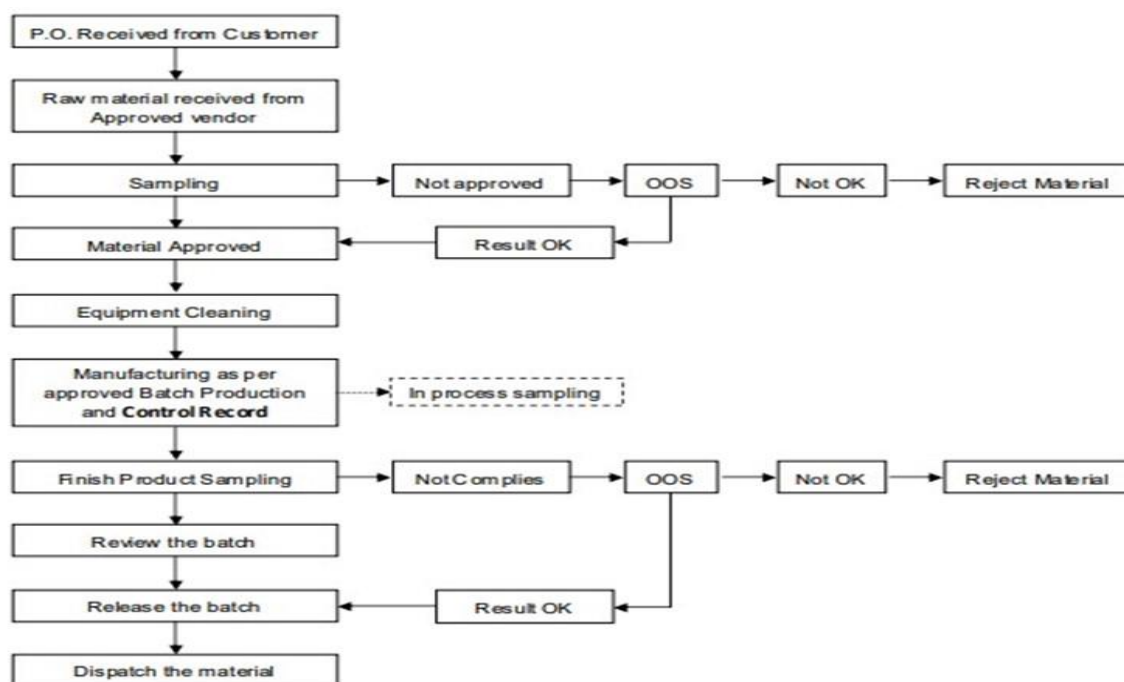 P.O. Received from Customer
Raw material received from
Approved vendor
Sampling
Not approved
OOS
Not OK
Reject Material
Material Approved
Result OK
Equipment Cleaning
Manufacturing as per
approved Batch Production
and Control Record
In process sampling
Finish Product Sampling
Not Complies
OOS
Not OK
Reject Material
Review the batch
Release the batch
Result OK
Dispatch the material